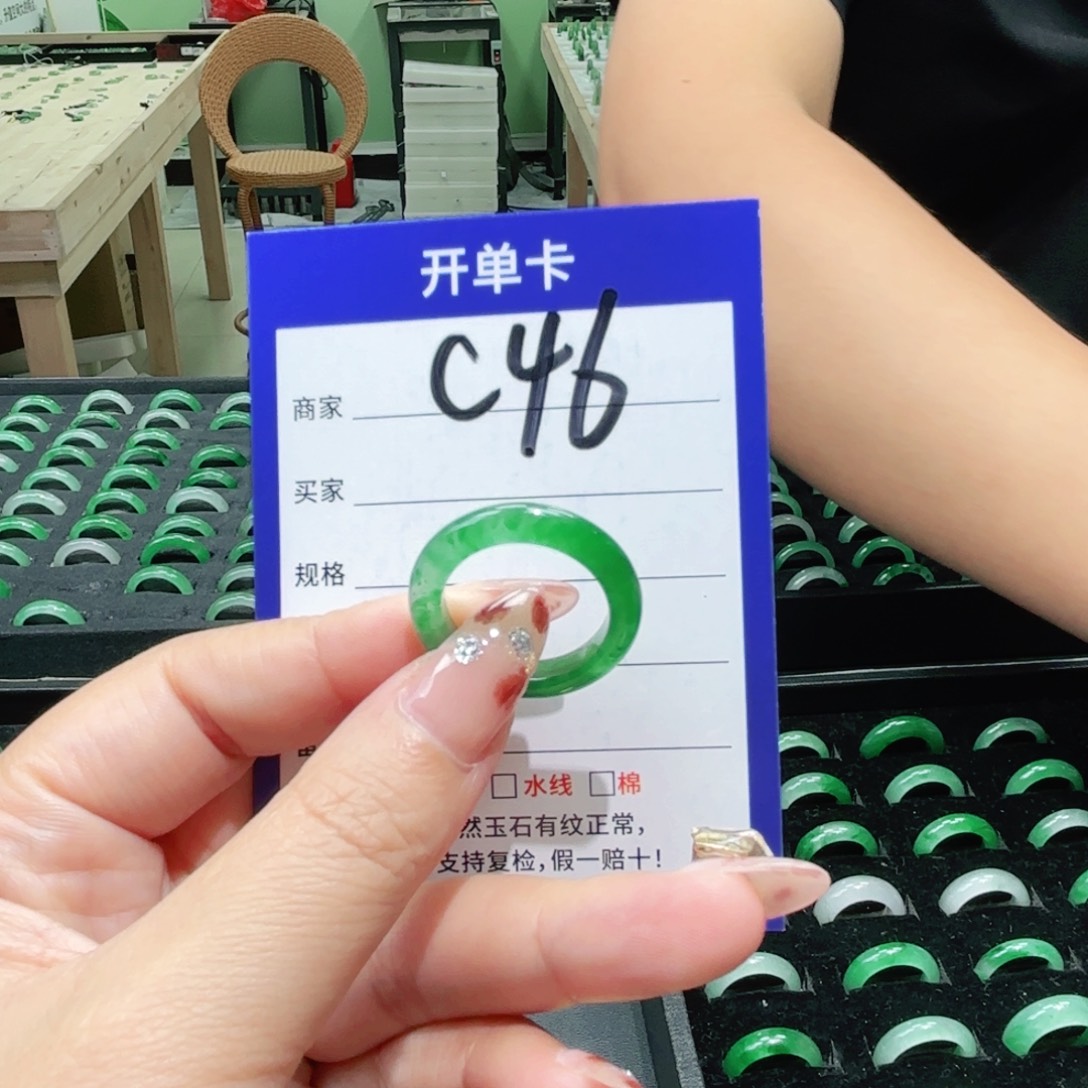 开单卡
商家 C46
买家
规格
水线 棉
然玉石有纹正常，
支持复检，假一赔十！